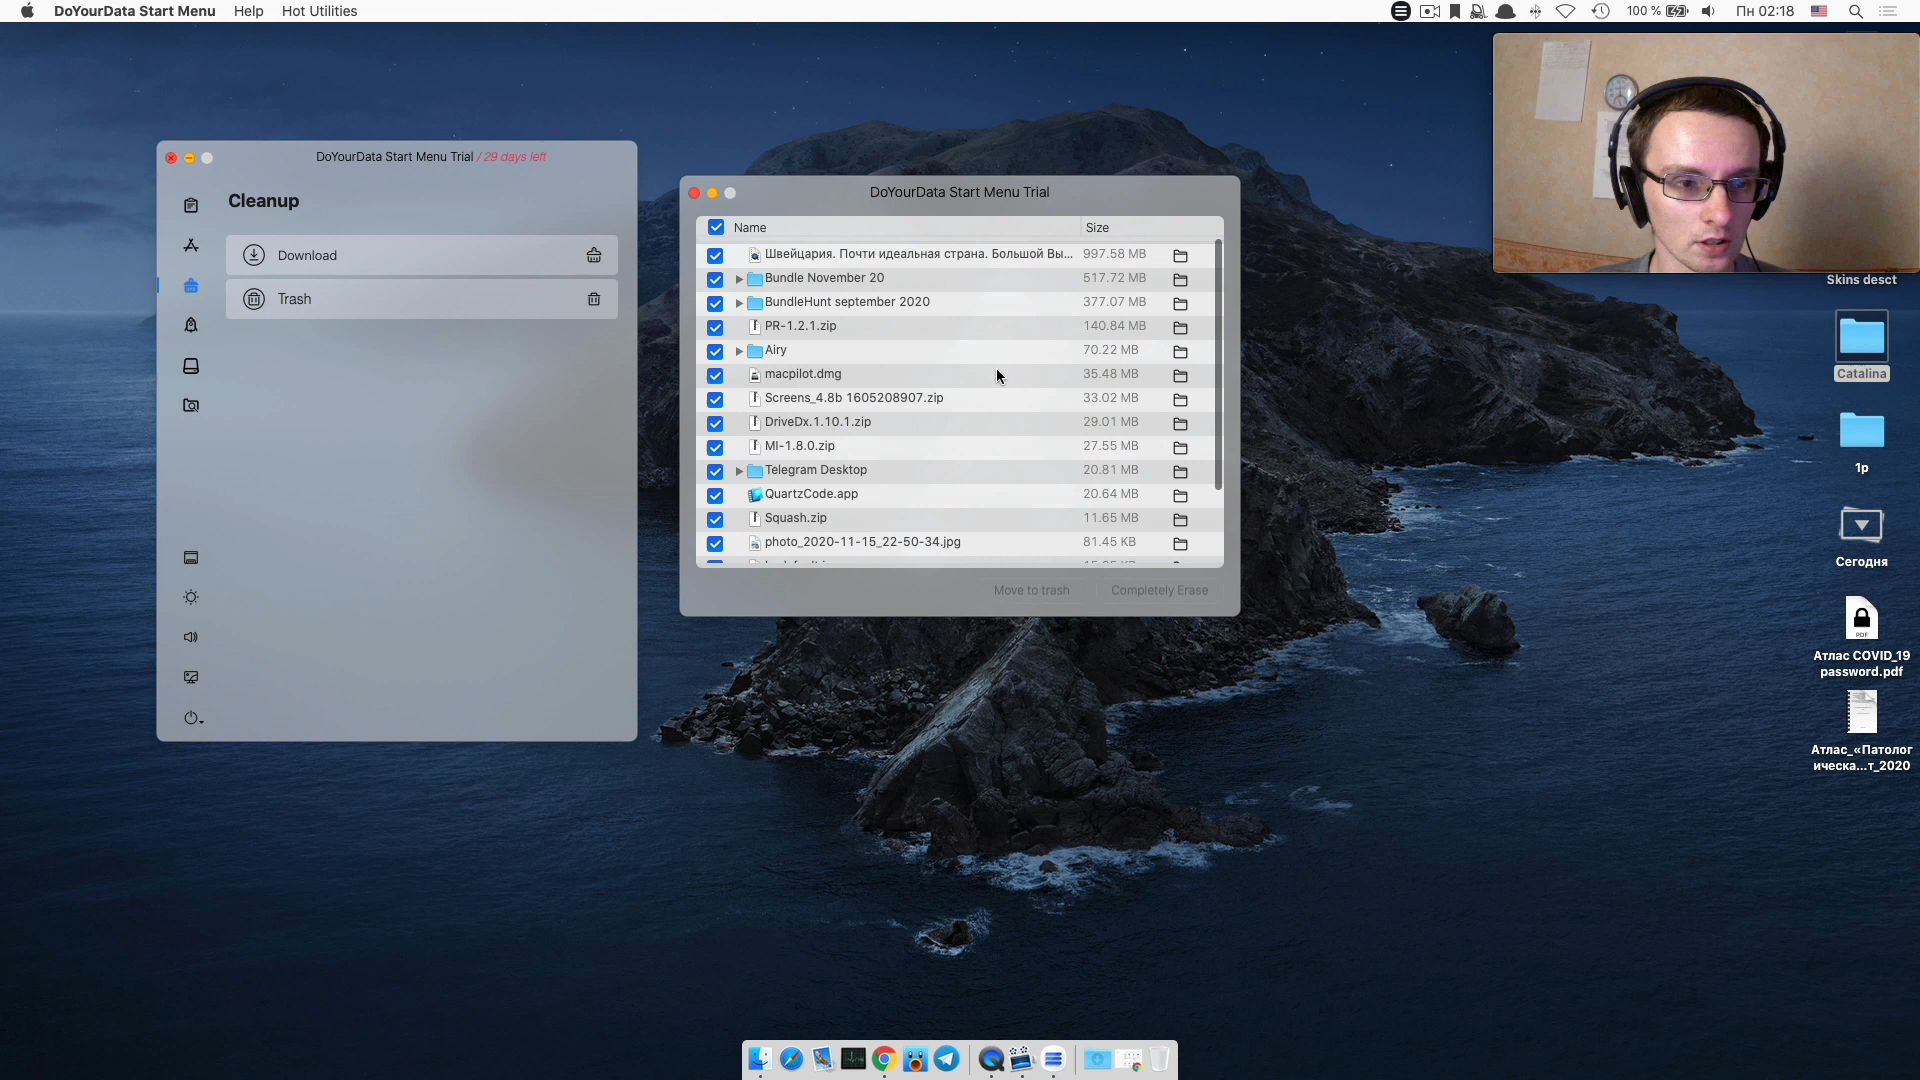 DoYourData Start Menu Help Hot Utilities
100 % Пн 02:18
DoYourData Start Menu Trial / 29 days left
Cleanup
Download
Trash
DoYourData Start Menu Trial
Name Size
Швейцария. Почти идеальная страна. Большой Вы... 997.58 MB
Bundle November 20 517.72 MB
BundleHunt september 2020 377.07 MB
PR-1.2.1.zip 140.84 MB
Airy 70.22 MB
macpilot.dmg 35.48 MB
Screens_4.8b 1605208907.zip 33.02 MB
DriveDx.1.10.1.zip 29.01 MB
MI-1.8.0.zip 27.55 MB
Telegram Desktop 20.81 MB
QuartzCode.app 20.64 MB
Squash.zip 11.65 MB
photo_2020-11-15_22-50-34.jpg 81.45 KB
Move to trash Completely Erase
Skins desct
Catalina
1p
Сегодня
PDF
Атлас COVID_19
password.pdf
Атлас_«Патолог
ическа...т_2020